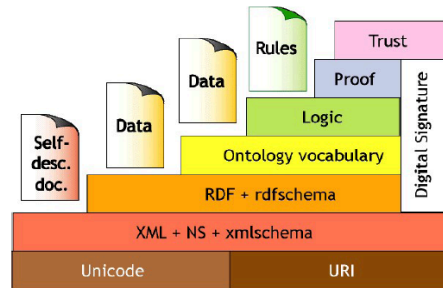 Trust
Rules
Data
Proof
Data
Logic
Self-
desc.
doc.
Ontology vocabulary
Digital Signature
RDF + rdfschema
XML + NS + xmlschema
Unicode
URI